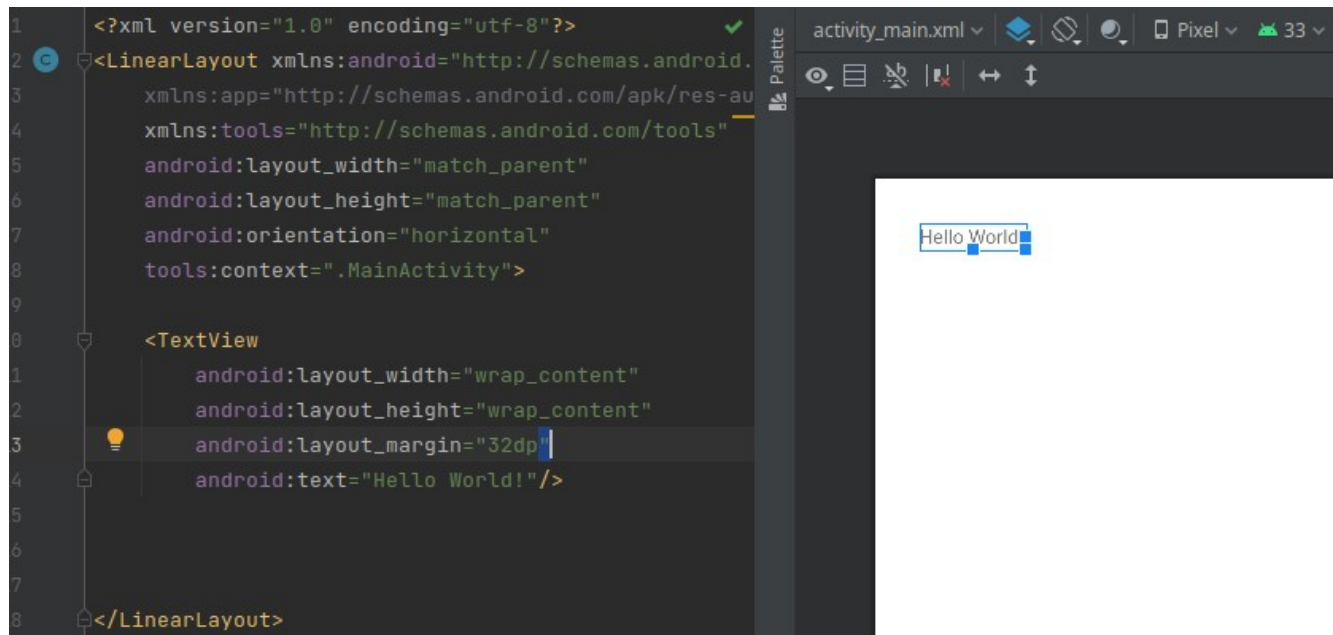 1 <?xml version="1.0" encoding="utf-8"?>
2 C <LinearLayout xmlns:android="http://schemas.android.
3 xmlns:app="http://schemas.android.com/apk/res-au
4 xmlns:tools="http://schemas.android.com/tools"
5 android:layout_width="match_parent"
6 android:layout_height="match_parent"
7 android:orientation="horizontal"
8 tools:context=".MainActivity">
9
0 <TextView
1 android:layout_width="wrap_content"
2 android:layout_height="wrap_content"
3 android:layout_margin="32dp"
4 android:text="Hello World!"/>
5
6
7
8 </LinearLayout>
Palette
activity_main.xml Pixel 33
Hello World